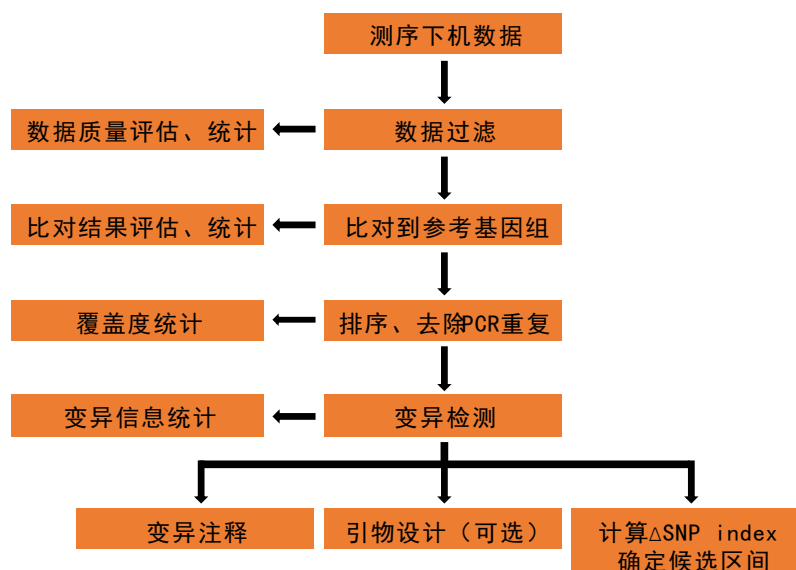 测序下机数据
数据质量评估、统计
数据过滤
比对结果评估、统计
比对到参考基因组
覆盖度统计
排序、去除PCR重复
变异信息统计
变异检测
变异注释
引物设计（可选）
计算△SNP index
确定候选区间